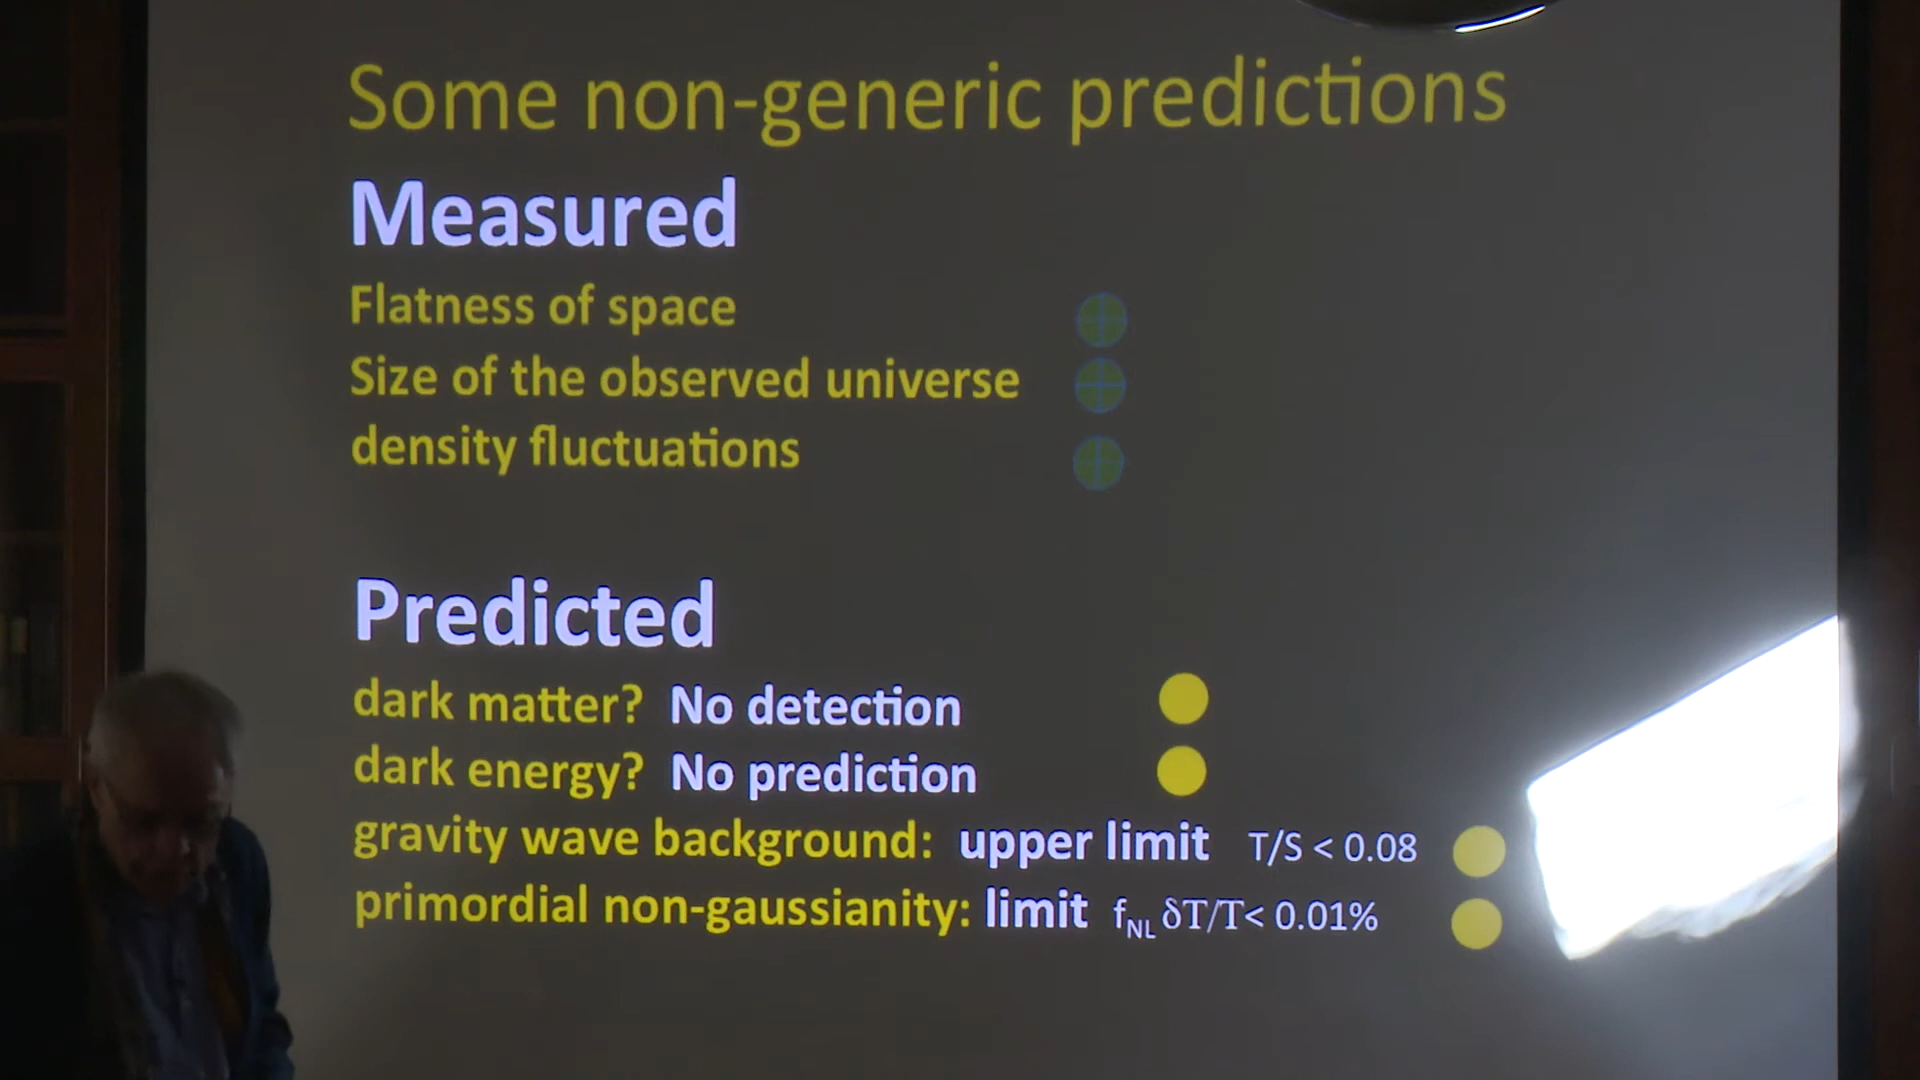 Some non-generic predictions
Measured
Flatness of space
Size of the observed universe
density fluctuations
Predicted
dark matter? No detection
dark energy? No prediction
gravity wave background: upper limit T/S < 0.08
primordial non-gaussianity: limit fNL δT/T< 0.01%